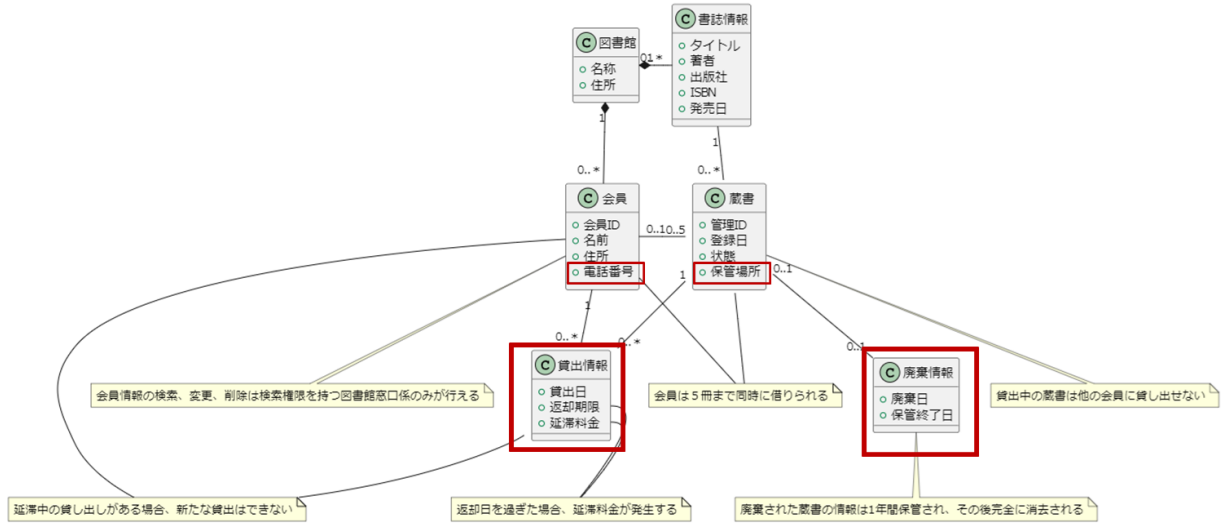 C 図書館
名称
住所
C 書誌情報
タイトル
著者
出版社
ISBN
発売日
1
0..*
1
0..*
C 会員
会員ID
名前
住所
電話番号
C 蔵書
管理ID
登録日
状態
保管場所
0..1
0..5
0..1
1
1
0..*
0..*
0..1
C 貸出情報
貸出日
返却期限
延滞料金
C 廃棄情報
廃棄日
保管終了日
会員情報の検索、変更、削除は検索権限を持つ図書館窓口係のみが行える
会員は５冊まで同時に借りられる
貸出中の蔵書は他の会員に貸し出せない
延滞中の貸し出しがある場合、新たな貸出はできない
返却日を過ぎた場合、延滞料金が発生する
廃棄された蔵書の情報は1年間保管され、その後完全に消去される